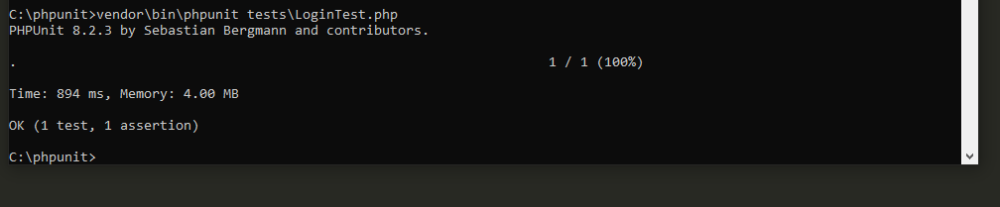 C:\phpunit>vendor\bin\phpunit tests\LoginTest.php
PHPUnit 8.2.3 by Sebastian Bergmann and contributors.
. 1 / 1 (100%)
Time: 894 ms, Memory: 4.00 MB
OK (1 test, 1 assertion)
C:\phpunit>